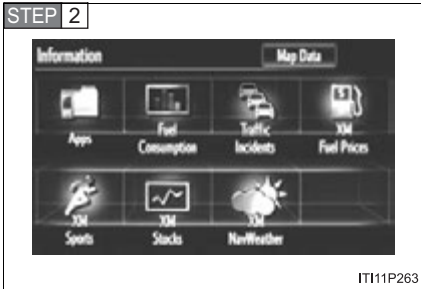 STEP 2
Information
Map Data
Apps
Fuel
Consumption
Traffic
Incidents
XM
Fuel Prices
XM
Sports
XM
Stocks
XM
NavWeather
ITI11P263